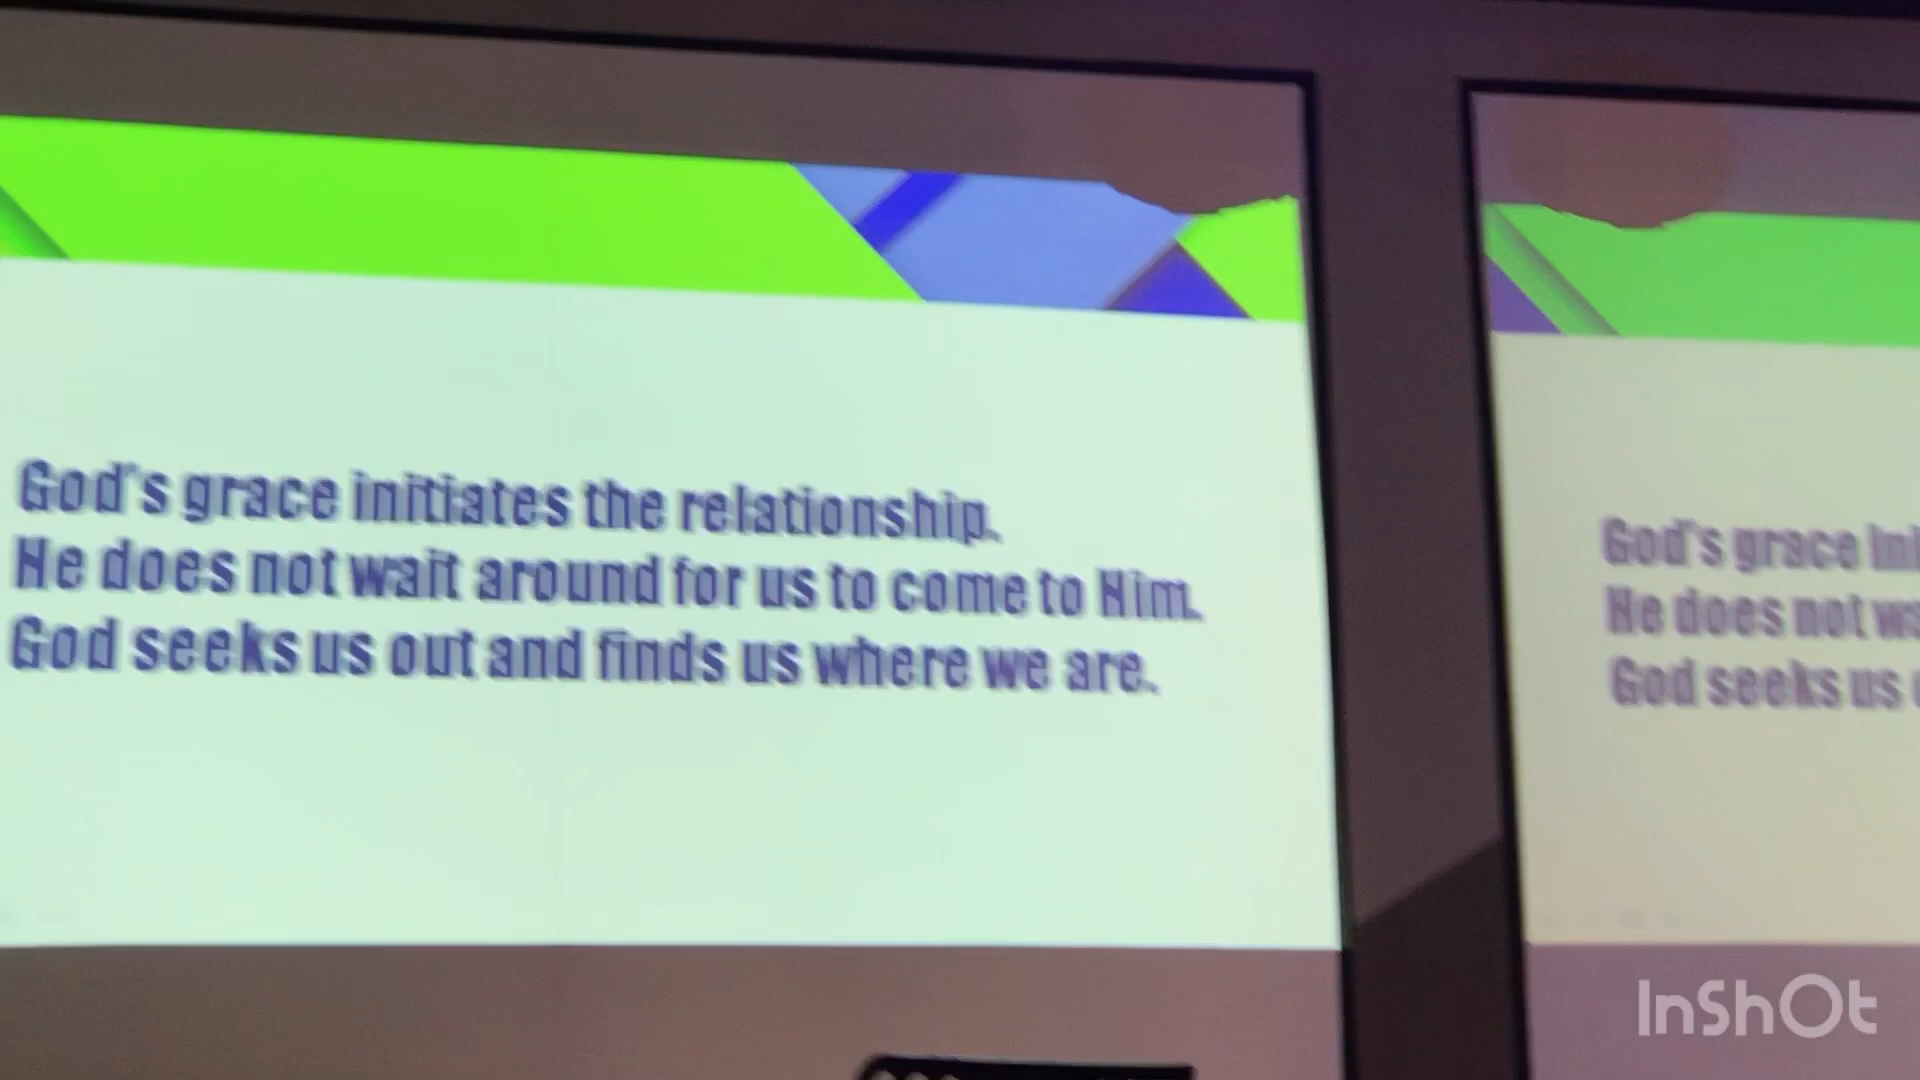 God's grace initiates the relationship.
He does not wait around for us to come to Him.
God seeks us out and finds us where we are.
God's grace
He does not
God seeks us
InShOt